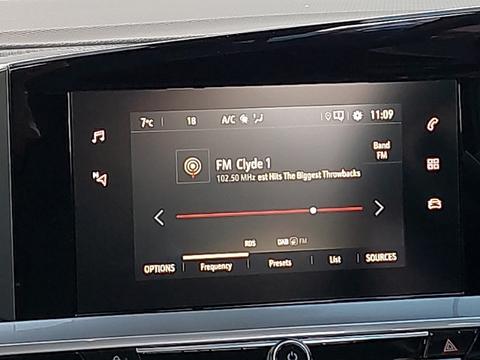 7°C 18 A/C 11:09
Band
FM
FM Clyde 1
102.50 MHz est Hits The Biggest Throwbacks
RDS DAB FM
OPTIONS Frequency Presets List SOURCES
N